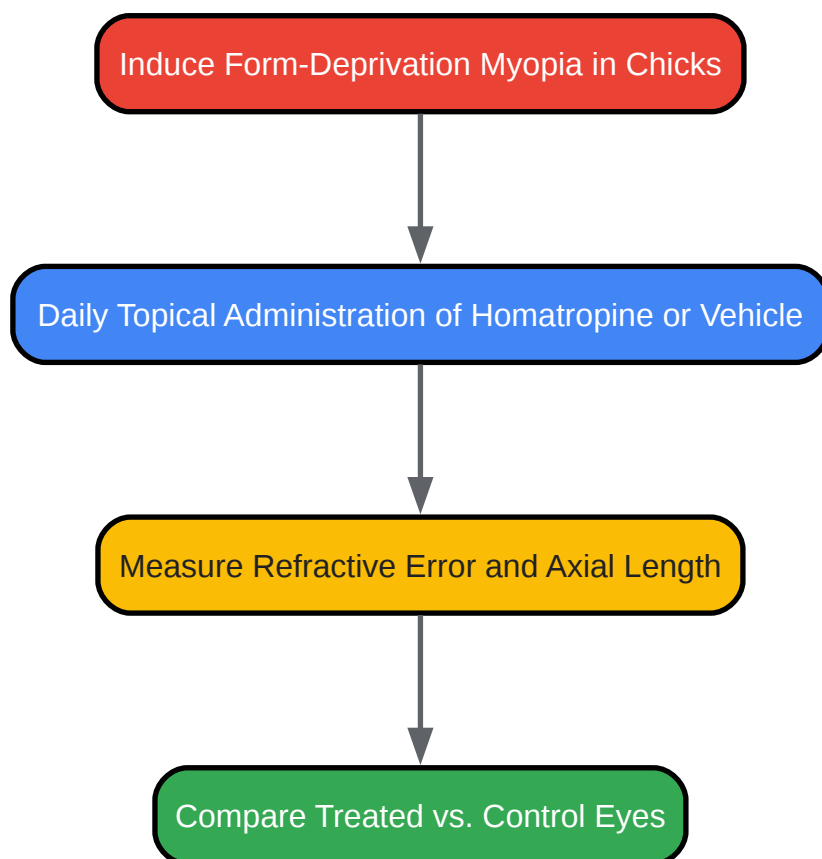 Induce Form-Deprivation Myopia in Chicks
Daily Topical Administration of Homatropine or Vehicle
Measure Refractive Error and Axial Length
Compare Treated vs. Control Eyes